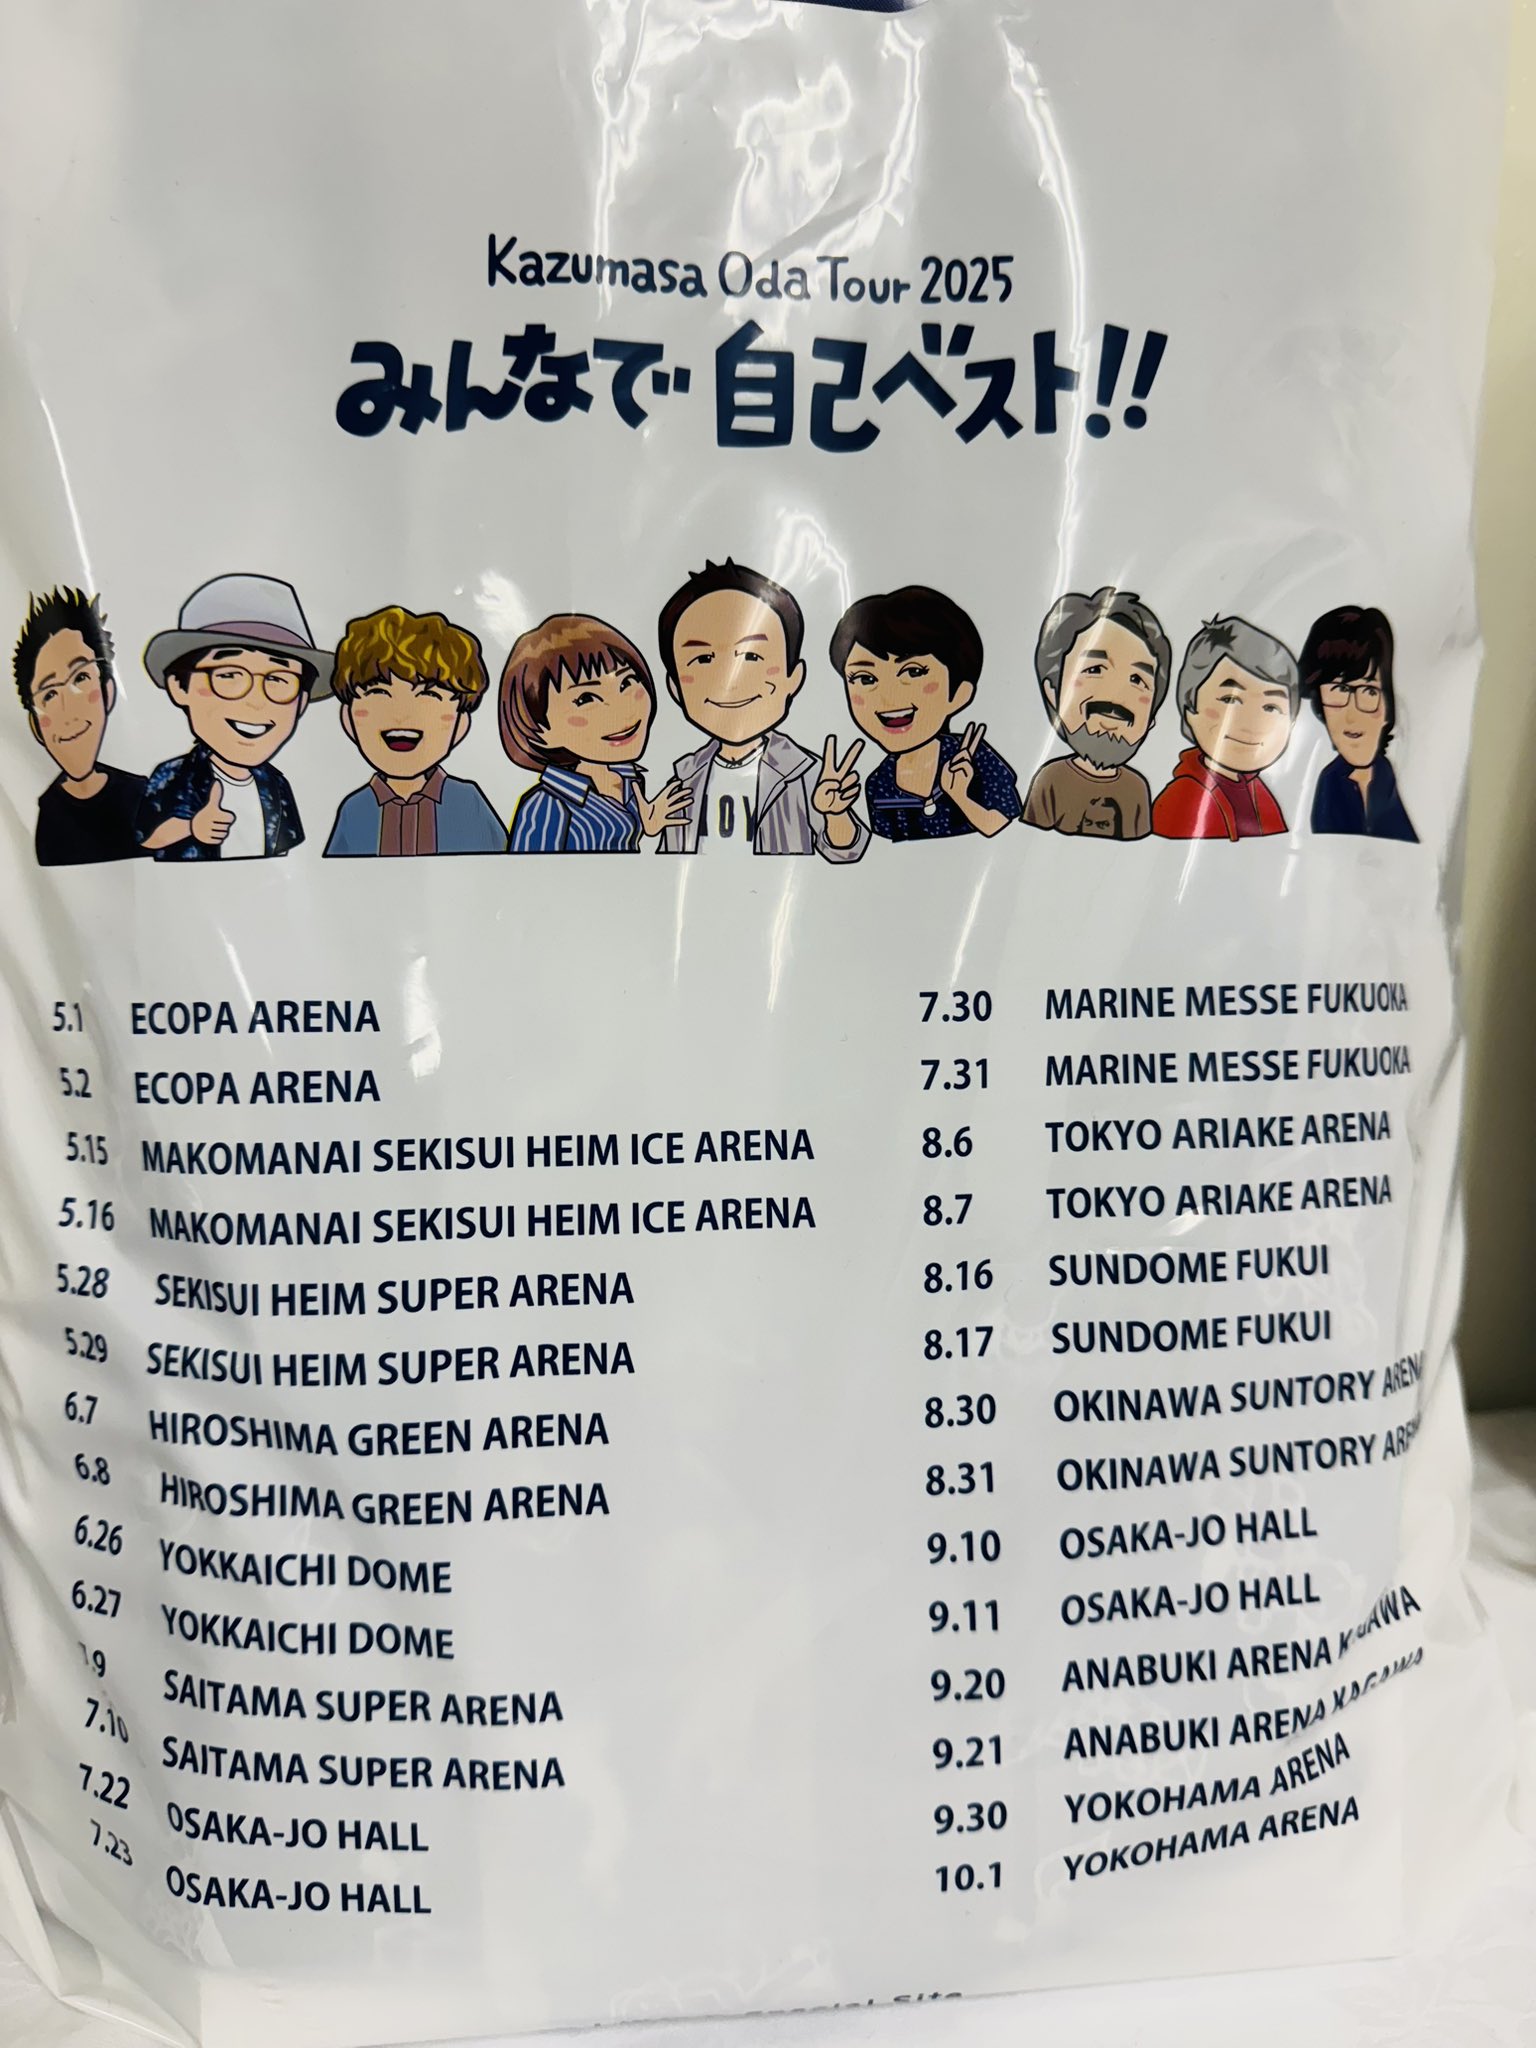 Kazumasa Oda Tour 2025
みんなで自己ベスト!!
5.1 ECOPA ARENA
5.2 ECOPA ARENA
5.15 MAKOMANAI SEKISUI HEIM ICE ARENA
5.16 MAKOMANAI SEKISUI HEIM ICE ARENA
5.28 SEKISUI HEIM SUPER ARENA
5.29 SEKISUI HEIM SUPER ARENA
6.7 HIROSHIMA GREEN ARENA
6.8 HIROSHIMA GREEN ARENA
6.26 YOKKAICHI DOME
6.27 YOKKAICHI DOME
7.9 SAITAMA SUPER ARENA
7.10 SAITAMA SUPER ARENA
7.22 OSAKA-JO HALL
7.23 OSAKA-JO HALL
7.30 MARINE MESSE FUKUOKA
7.31 MARINE MESSE FUKUOKA
8.6 TOKYO ARIAKE ARENA
8.7 TOKYO ARIAKE ARENA
8.16 SUNDOME FUKUI
8.17 SUNDOME FUKUI
8.30 OKINAWA SUNTORY ARENA
8.31 OKINAWA SUNTORY ARENA
9.10 OSAKA-JO HALL
9.11 OSAKA-JO HALL
9.20 ANABUKI ARENA KAGAWA
9.21 ANABUKI ARENA KAGAWA
9.30 YOKOHAMA ARENA
10.1 YOKOHAMA ARENA